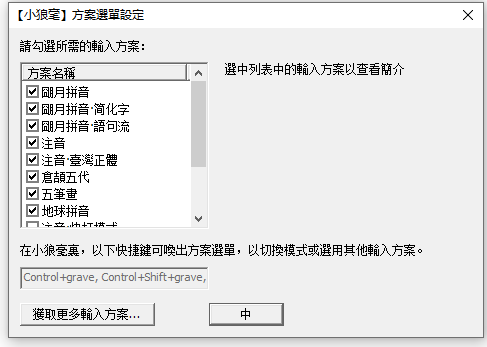 【小狼毫】方案選單設定
請勾選所需的輸入方案：
方案名稱
朙月拼音
朙月拼音·简化字
朙月拼音·語句流
注音
注音·臺灣正體
倉頡五代
五筆畫
地球拼音
選中列表中的輸入方案以查看簡介
在小狼毫裏，以下快捷鍵可喚出方案選單，以切換模式或選用其他輸入方案。
Control+grave, Control+Shift+grave,
獲取更多輸入方案...
中